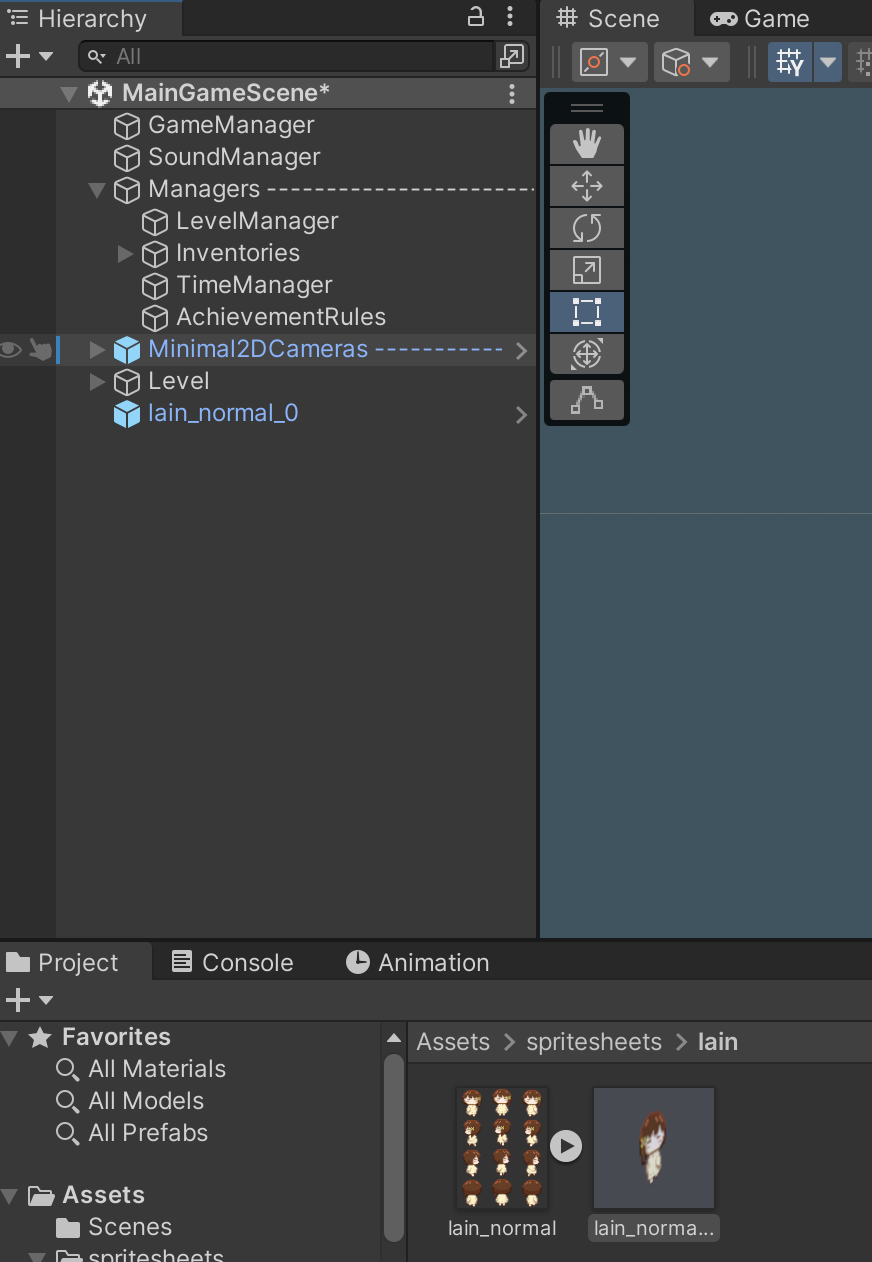 Hierarchy
All
MainGameScene*
GameManager
SoundManager
Managers -----------------------
LevelManager
Inventories
TimeManager
AchievementRules
Minimal2DCameras -----------
Level
lain_normal_0
Scene
Game
Project
Console
Animation
Favorites
All Materials
All Models
All Prefabs
Assets
Scenes
spritesheets
Assets > spritesheets > lain
lain_normal
lain_norma...